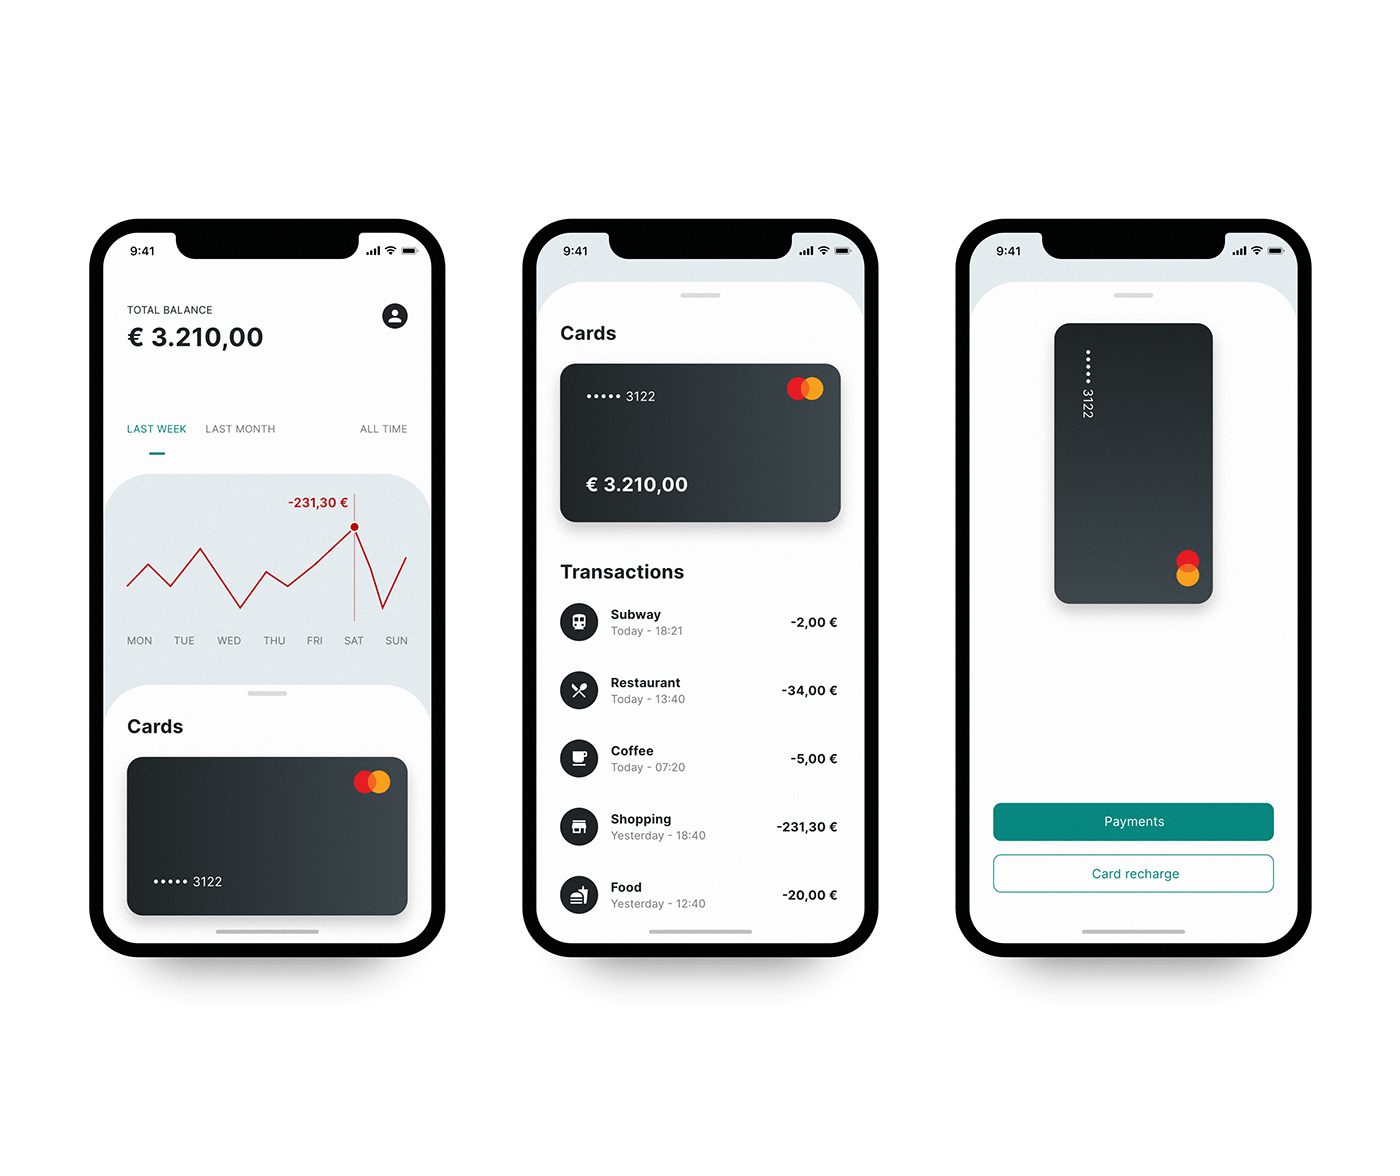 9:41
TOTAL BALANCE
€ 3.210,00
LAST WEEK LAST MONTH ALL TIME
-231,30 €
MON TUE WED THU FRI SAT SUN
Cards
••••• 3122
9:41
Cards
••••• 3122
€ 3.210,00
Transactions
Subway
Today - 18:21
-2,00 €
Restaurant
Today - 13:40
-34,00 €
Coffee
Today - 07:20
-5,00 €
Shopping
Yesterday - 18:40
-231,30 €
Food
Yesterday - 12:40
-20,00 €
9:41
••••• 3122
Payments
Card recharge